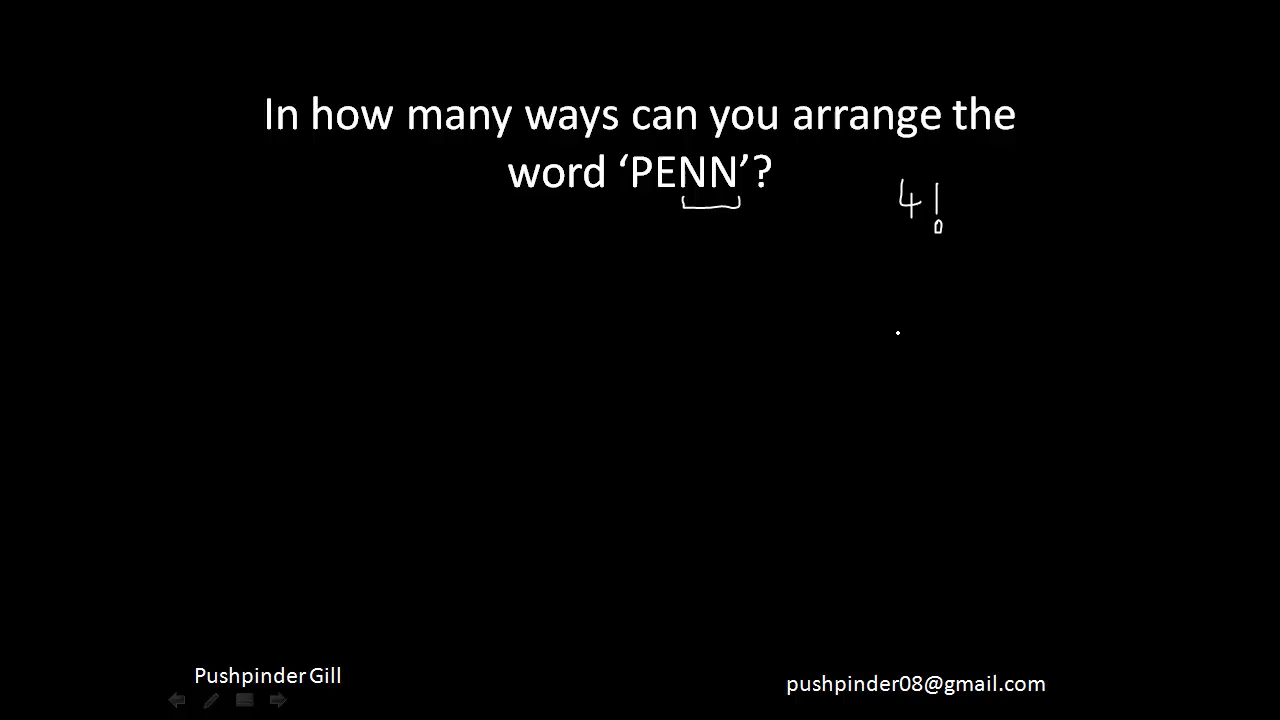 In how many ways can you arrange the
word ‘PENN’?
4!
Pushpinder Gill
pushpinder08@gmail.com